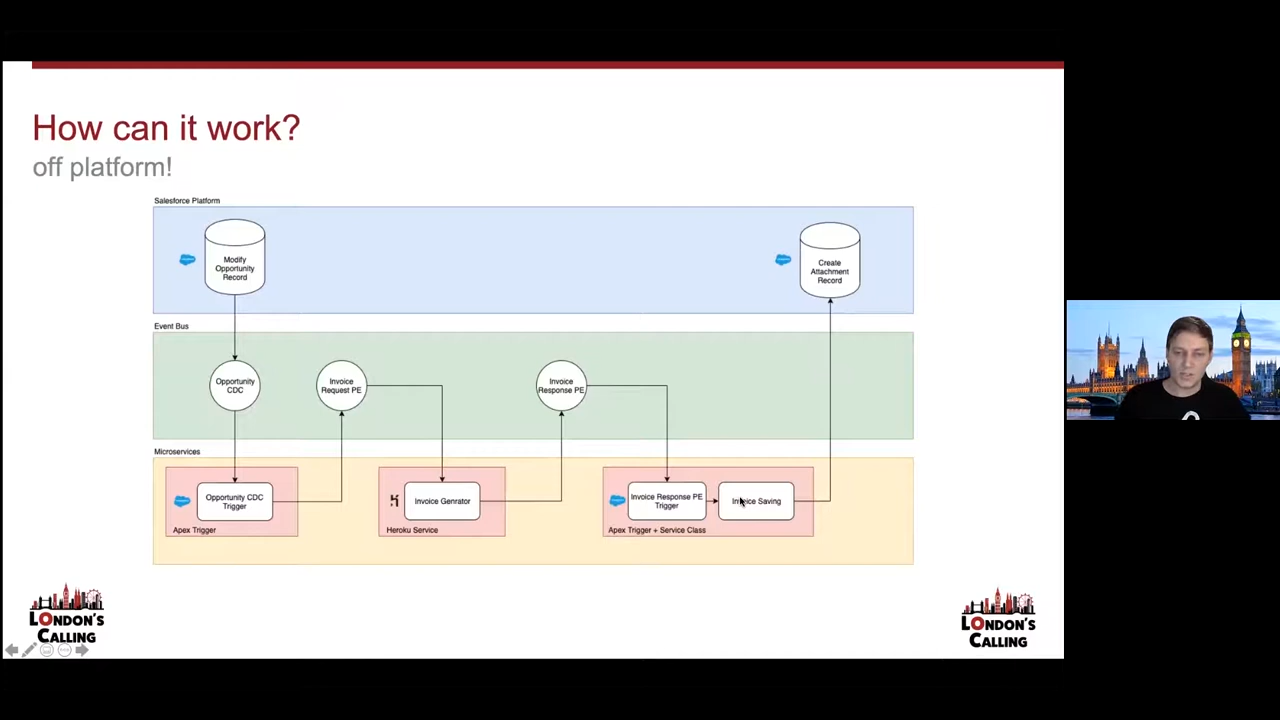 How can it work?
off platform!
Salesforce Platform
Modify
Opportunity
Record
Create
Attachment
Record
Event Bus
Opportunity
CDC
Invoice
Request PE
Invoice
Response PE
Microservices
Opportunity CDC
Trigger
Apex Trigger
Invoice Genrator
Heroku Service
Invoice Response PE
Trigger
Invoice Saving
Apex Trigger + Service Class
LONDON'S
CALLING
LONDON'S
CALLING